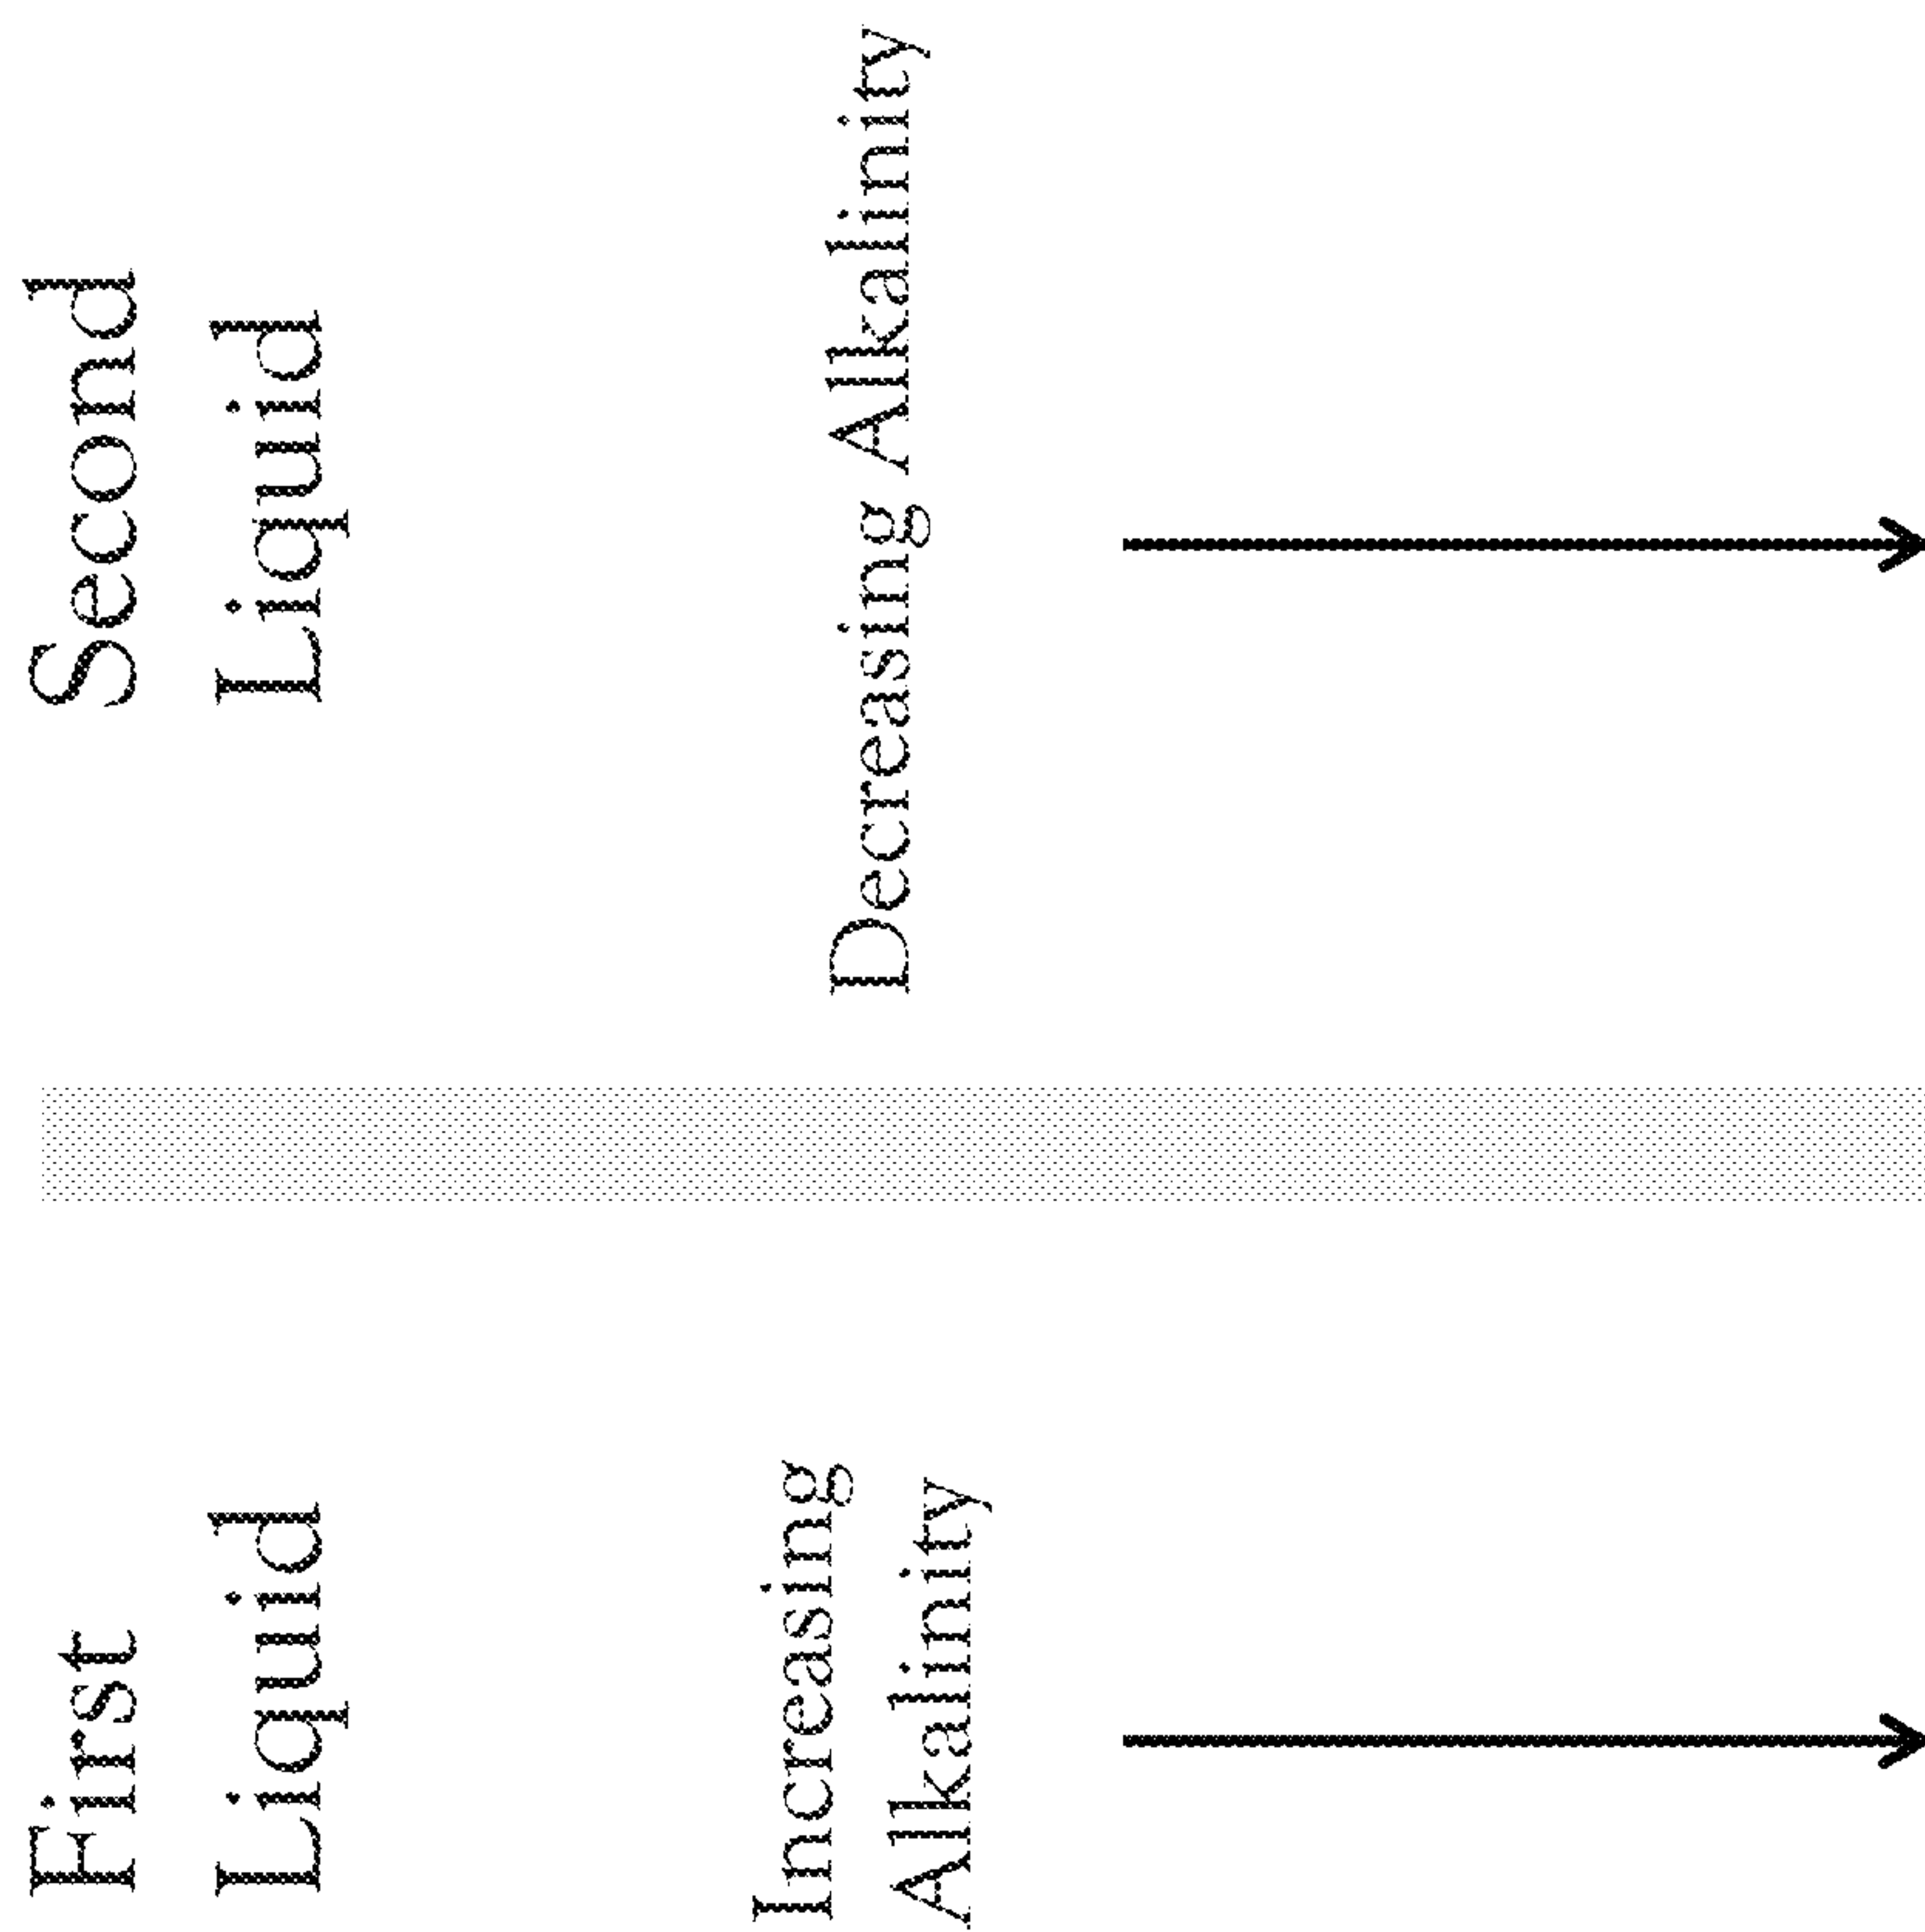 First
Liquid
Increasing
Alkalinity
Second
Liquid
Decreasing Alkalinity